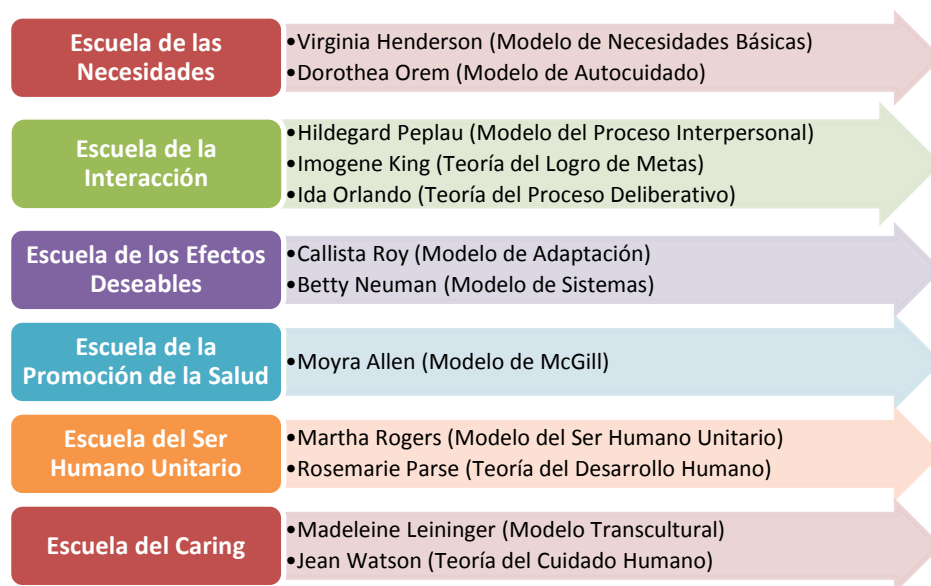 Escuela de las
Necesidades
•Virginia Henderson (Modelo de Necesidades Básicas)
•Dorothea Orem (Modelo de Autocuidado)
Escuela de la
Interacción
•Hildegard Peplau (Modelo del Proceso Interpersonal)
•Imogene King (Teoría del Logro de Metas)
•Ida Orlando (Teoría del Proceso Deliberativo)
Escuela de los Efectos
Deseables
•Callista Roy (Modelo de Adaptación)
•Betty Neuman (Modelo de Sistemas)
Escuela de la
Promoción de la Salud
•Moyra Allen (Modelo de McGill)
Escuela del Ser
Humano Unitario
•Martha Rogers (Modelo del Ser Humano Unitario)
•Rosemarie Parse (Teoría del Desarrollo Humano)
Escuela del Caring
•Madeleine Leininger (Modelo Transcultural)
•Jean Watson (Teoría del Cuidado Humano)